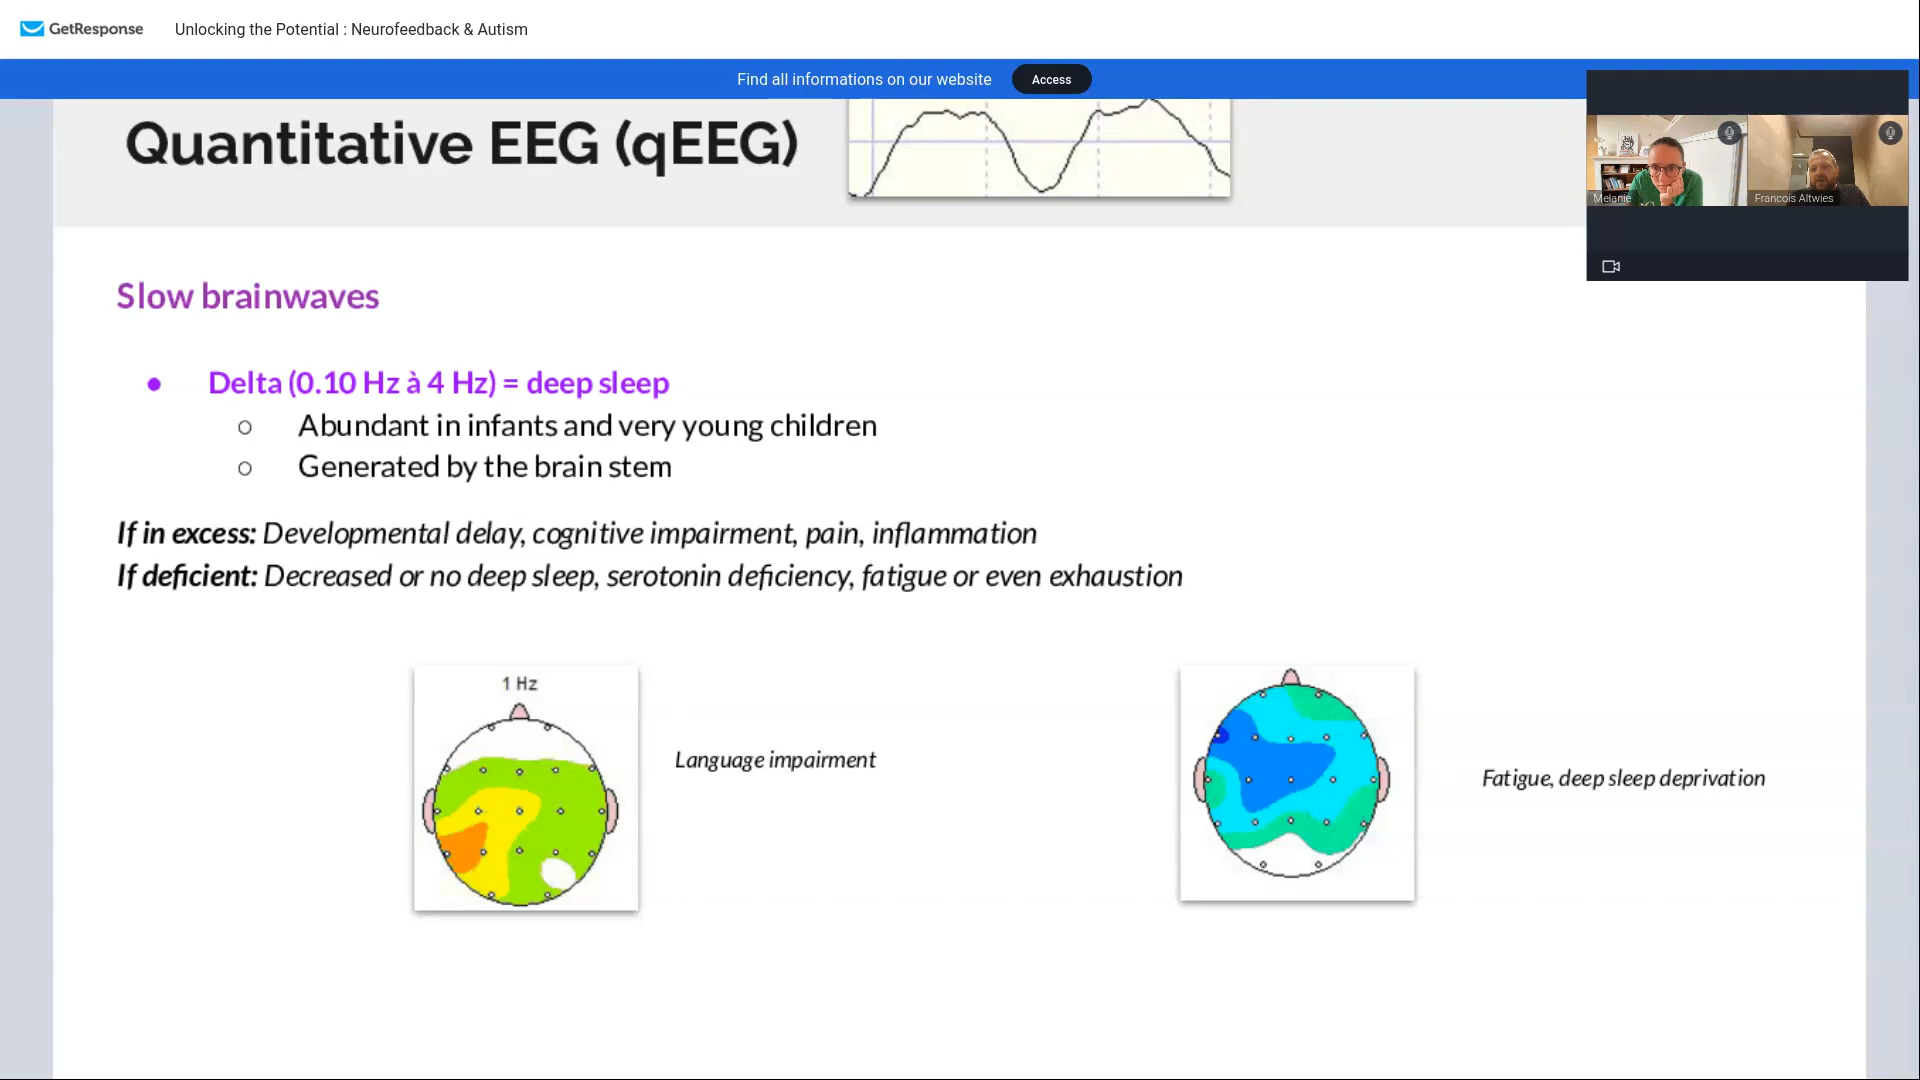 GetResponse
Unlocking the Potential : Neurofeedback & Autism
Find all informations on our website
Access
Quantitative EEG (qEEG)
Melanie
Francois Altwies
Slow brainwaves
Delta (0.10 Hz à 4 Hz) = deep sleep
Abundant in infants and very young children
Generated by the brain stem
If in excess: Developmental delay, cognitive impairment, pain, inflammation
If deficient: Decreased or no deep sleep, serotonin deficiency, fatigue or even exhaustion
1 Hz
Language impairment
Fatigue, deep sleep deprivation